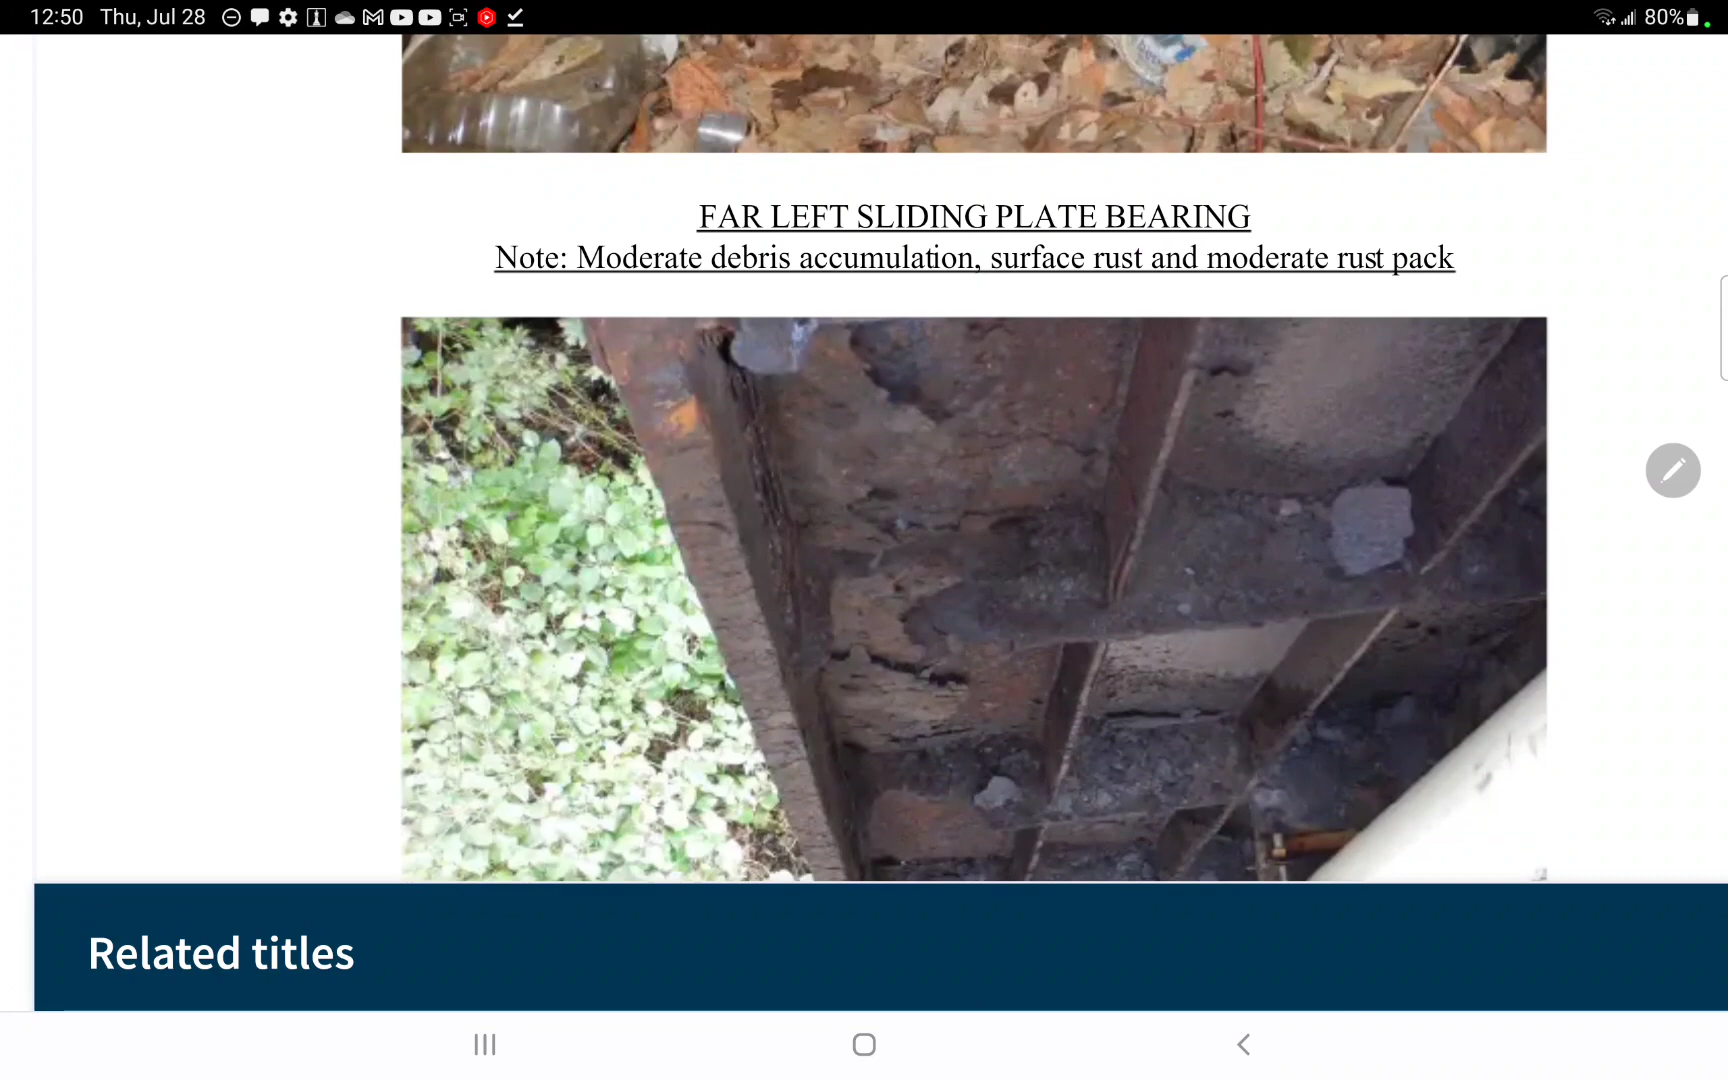 12:50 Thu, Jul 28
80%
FAR LEFT SLIDING PLATE BEARING
Note: Moderate debris accumulation, surface rust and moderate rust pack
Related titles